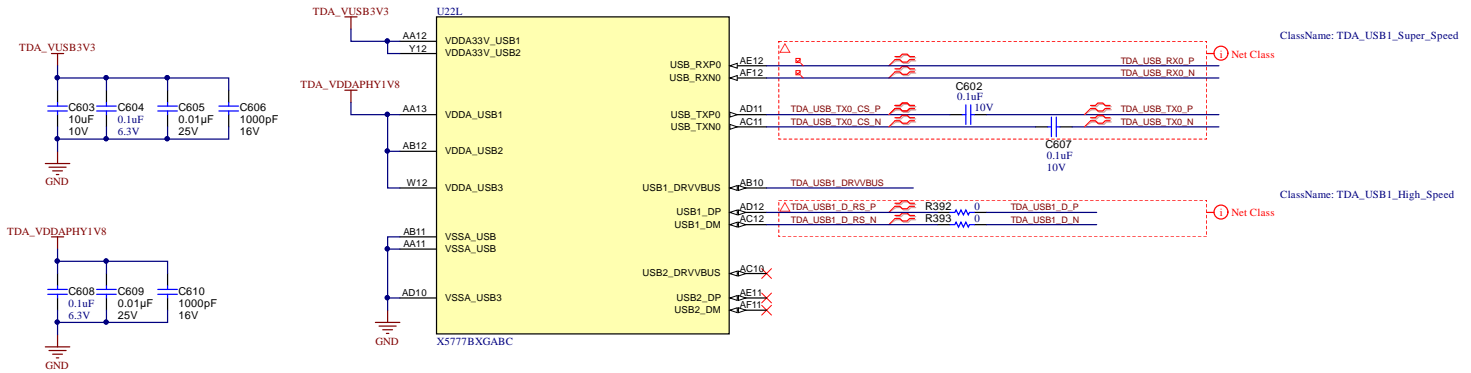 TDA_VUSB3V3
C603
10uF
10V
C604
0.1uF
6.3V
C605
0.01µF
25V
C606
1000pF
16V
GND
TDA_VDDAPHY1V8
C608
0.1uF
6.3V
C609
0.01µF
25V
C610
1000pF
16V
GND
TDA_VUSB3V3
TDA_VDDAPHY1V8
GND
U22L
AA12 VDDA33V_USB1
Y12 VDDA33V_USB2
AA13 VDDA_USB1
AB12 VDDA_USB2
W12 VDDA_USB3
AB11 VSSA_USB
AA11 VSSA_USB
AD10 VSSA_USB3
USB_RXP0 AE12
USB_RXN0 AF12
USB_TXP0 AD11
USB_TXN0 AC11
USB1_DRVVBUS AB10
USB1_DP AD12
USB1_DM AC12
USB2_DRVVBUS AC10
USB2_DP AE11
USB2_DM AF11
X5777BXGABC
ClassName: TDA_USB1_Super_Speed
i Net Class
TDA_USB_RX0_P
TDA_USB_RX0_N
TDA_USB_TX0_CS_P
C602
0.1uF
10V
TDA_USB_TX0_P
TDA_USB_TX0_CS_N
TDA_USB_TX0_N
C607
0.1uF
10V
TDA_USB1_DRVVBUS
ClassName: TDA_USB1_High_Speed
i Net Class
TDA_USB1_D_RS_P R392 0 TDA_USB1_D_P
TDA_USB1_D_RS_N R393 0 TDA_USB1_D_N